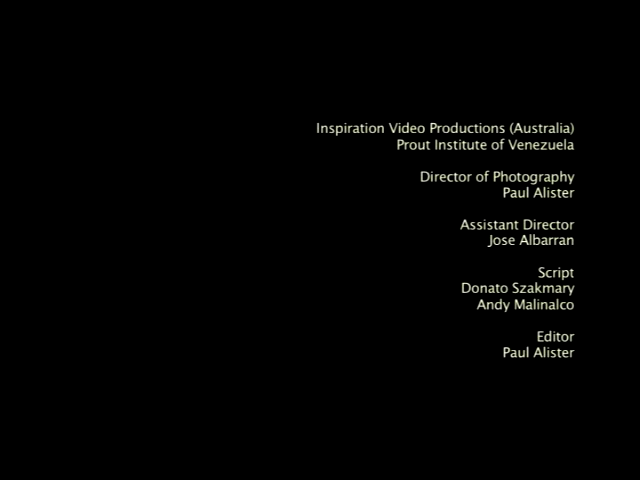 Inspiration Video Productions (Australia)
Prout Institute of Venezuela
Director of Photography
Paul Alister
Assistant Director
Jose Albarran
Script
Donato Szakmary
Andy Malinalco
Editor
Paul Alister